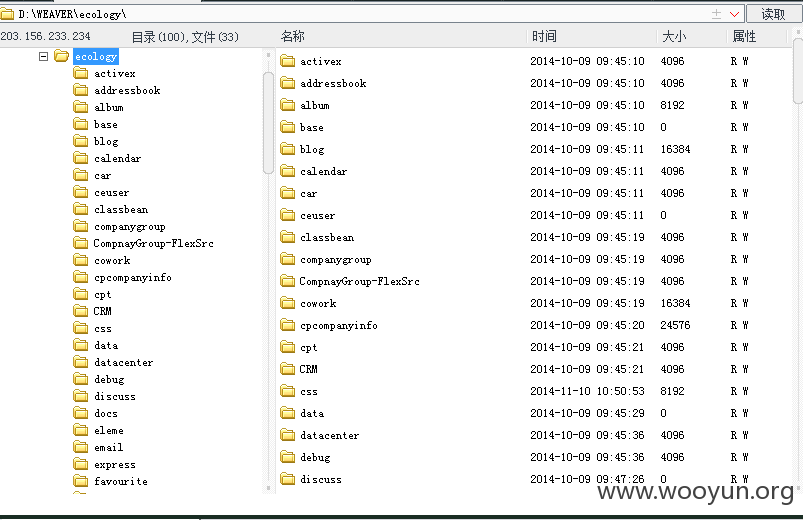 D:\WEAVER\ecology\ 读取
203.156.233.234 目录(100),文件(33) 名称 时间 大小 属性
ecology
activex
addressbook
album
base
blog
calendar
car
ceuser
classbean
companygroup
CompnayGroup-FlexSrc
cowork
cpcompanyinfo
cpt
CRM
css
data
datacenter
debug
discuss
docs
eleme
email
express
favourite
activex 2014-10-09 09:45:10 4096 R W
addressbook 2014-10-09 09:45:10 4096 R W
album 2014-10-09 09:45:10 8192 R W
base 2014-10-09 09:45:10 0 R W
blog 2014-10-09 09:45:11 16384 R W
calendar 2014-10-09 09:45:11 4096 R W
car 2014-10-09 09:45:11 4096 R W
ceuser 2014-10-09 09:45:11 0 R W
classbean 2014-10-09 09:45:19 4096 R W
companygroup 2014-10-09 09:45:19 4096 R W
CompnayGroup-FlexSrc 2014-10-09 09:45:19 4096 R W
cowork 2014-10-09 09:45:19 16384 R W
cpcompanyinfo 2014-10-09 09:45:20 24576 R W
cpt 2014-10-09 09:45:21 4096 R W
CRM 2014-10-09 09:45:21 4096 R W
css 2014-11-10 10:50:53 8192 R W
data 2014-10-09 09:45:29 0 R W
datacenter 2014-10-09 09:45:36 4096 R W
debug 2014-10-09 09:45:36 4096 R W
discuss 2014-10-09 09:47:26 0 R W
www.wooyun.org